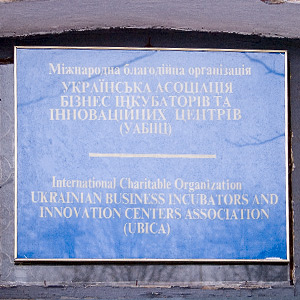 Міжнародна благодійна організація
УКРАЇНСЬКА АСОЦІАЦІЯ
БІЗНЕС ІНКУБАТОРІВ ТА
ІННОВАЦІЙНИХ ЦЕНТРІВ
(УАБІІЦ)
International Charitable Organization
UKRAINIAN BUSINESS INCUBATORS AND
INNOVATION CENTERS ASSOCIATION
(UBICA)